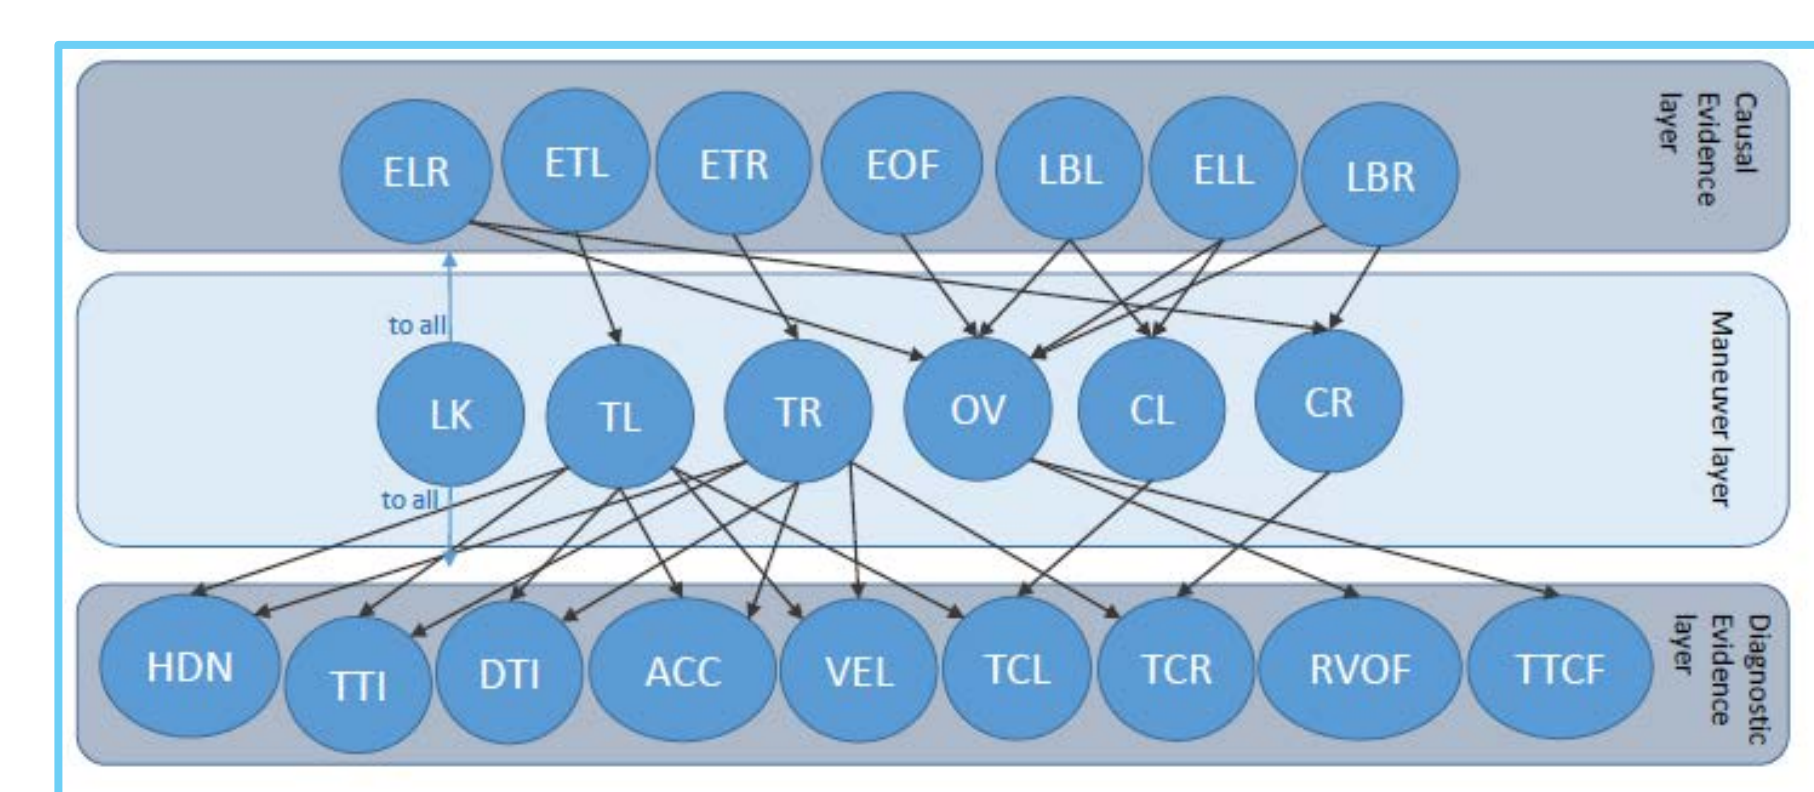 ELR
ETL
ETR
EOF
LBL
ELL
LBR
Causal
Evidence
layer
to all
LK
TL
TR
OV
CL
CR
Maneuver layer
to all
HDN
TTI
DTI
ACC
VEL
TCL
TCR
RVOF
TTCF
Diagnostic
Evidence
layer